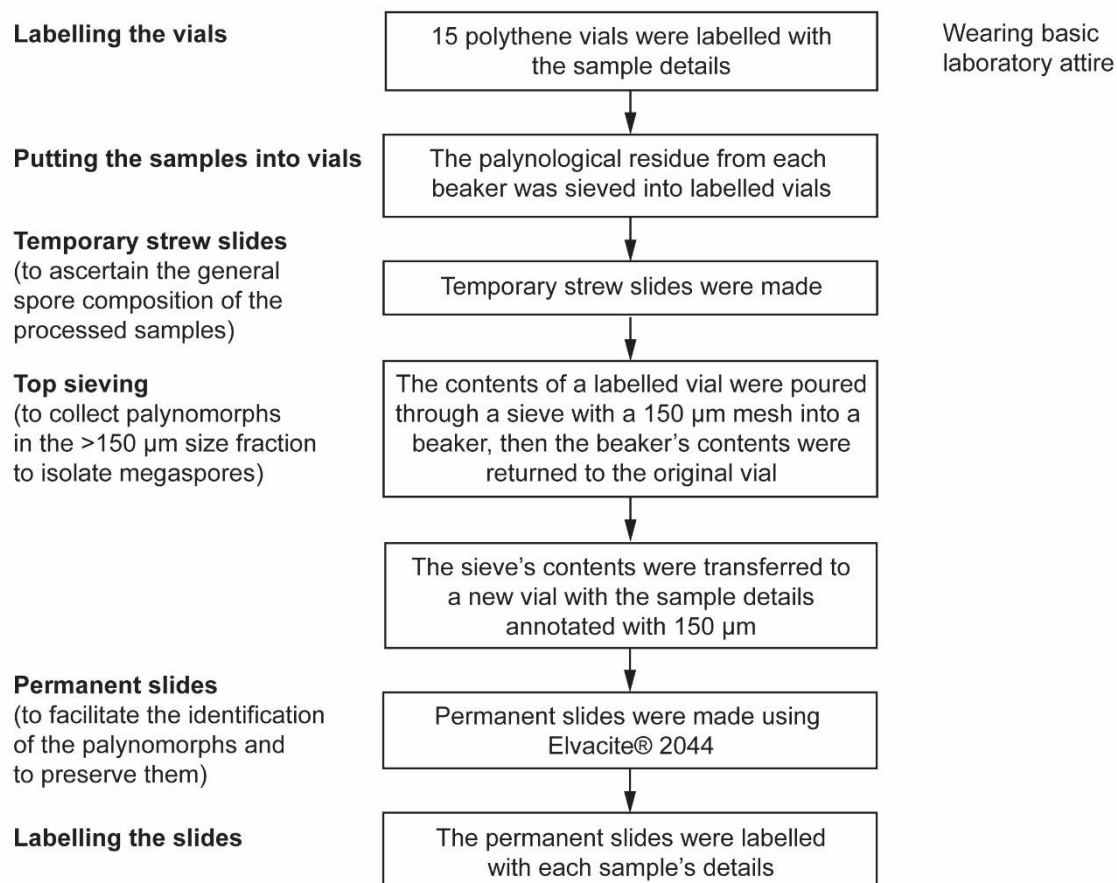 Labelling the vials
15 polythene vials were labelled with
the sample details
Wearing basic
laboratory attire
Putting the samples into vials
The palynological residue from each
beaker was sieved into labelled vials
Temporary strew slides
(to ascertain the general
spore composition of the
processed samples)
Temporary strew slides were made
Top sieving
(to collect palynomorphs
in the >150 µm size fraction
to isolate megaspores)
The contents of a labelled vial were poured
through a sieve with a 150 µm mesh into a
beaker, then the beaker’s contents were
returned to the original vial
The sieve’s contents were transferred to
a new vial with the sample details
annotated with 150 µm
Permanent slides
(to facilitate the identification
of the palynomorphs and
to preserve them)
Permanent slides were made using
Elvacite® 2044
Labelling the slides
The permanent slides were labelled
with each sample’s details